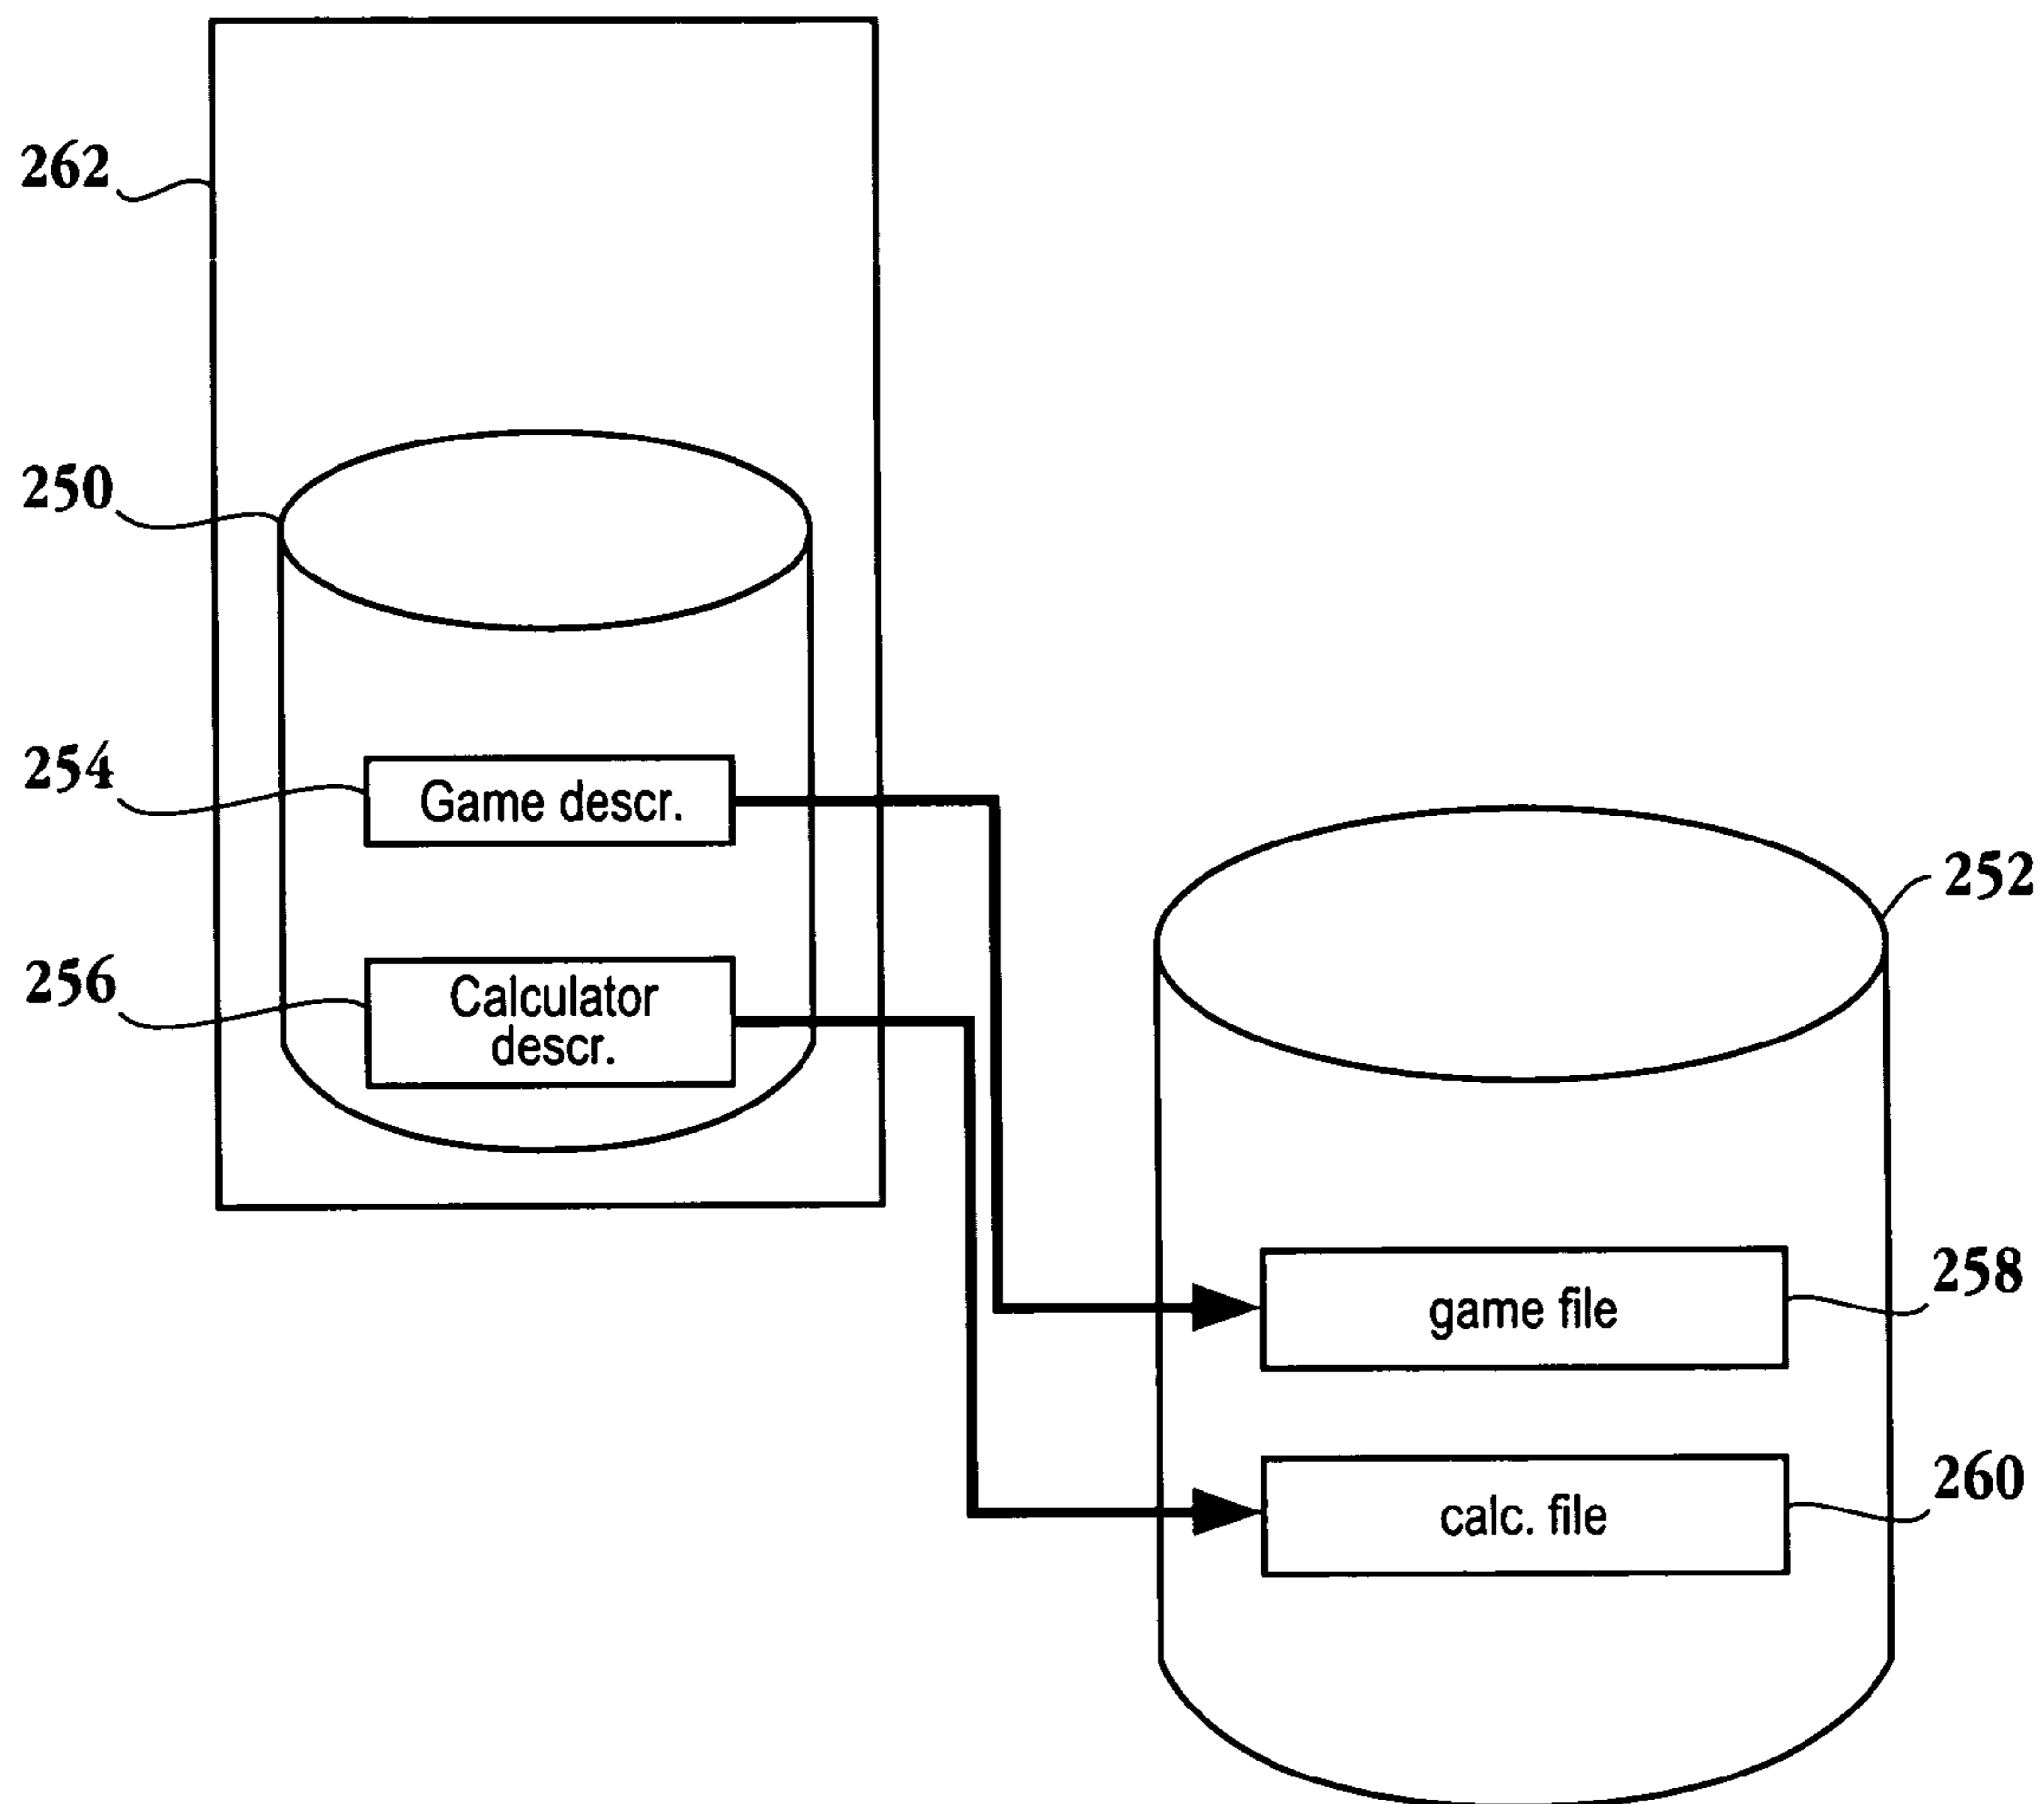 262
250
254
Game descr.
252
256
Calculator
descr.
258
game file
260
calc. file